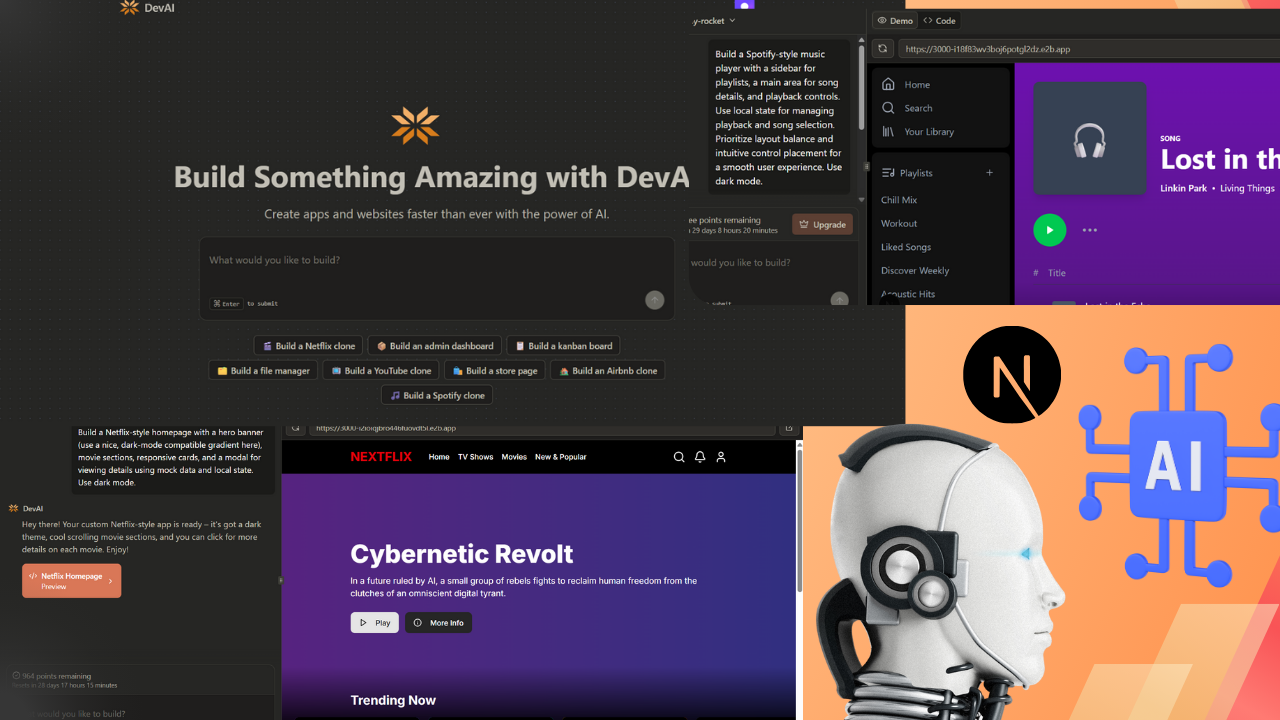 DevAI
Build Something Amazing with DevA
Create apps and websites faster than ever with the power of AI.
What would you like to build?
⌘ Enter to submit
Build a Netflix clone
Build an admin dashboard
Build a kanban board
Build a file manager
Build a YouTube clone
Build a store page
Build an Airbnb clone
Build a Spotify clone
y-rocket
Build a Spotify-style music
player with a sidebar for
playlists, a main area for song
details, and playback controls.
Use local state for managing
playback and song selection.
Prioritize layout balance and
intuitive control placement for
a smooth user experience. Use
dark mode.
ee points remaining
29 days 8 hours 20 minutes
Upgrade
would you like to build?
submit
Demo
Code
https://3000-i18f83wv3boj6potgl2dz.e2b.app
Home
Search
Your Library
Playlists +
Chill Mix
Workout
Liked Songs
Discover Weekly
Acoustic Hits
SONG
Lost in th
Linkin Park • Living Things
# Title
Build a Netflix-style homepage with a hero banner
(use a nice, dark-mode compatible gradient here),
movie sections, responsive cards, and a modal for
viewing details using mock data and local state.
Use dark mode.
DevAI
Hey there! Your custom Netflix-style app is ready – it's got a dark
theme, cool scrolling movie sections, and you can click for more
details on each movie. Enjoy!
Netflix Homepage
Preview
964 points remaining
in 28 days 17 hours 15 minutes
would you like to build?
NEXTFLIX
Home
TV Shows
Movies
New & Popular
Cybernetic Revolt
In a future ruled by AI, a small group of rebels fights to reclaim human freedom from the
clutches of an omniscient digital tyrant.
Play
More Info
Trending Now
N
AI